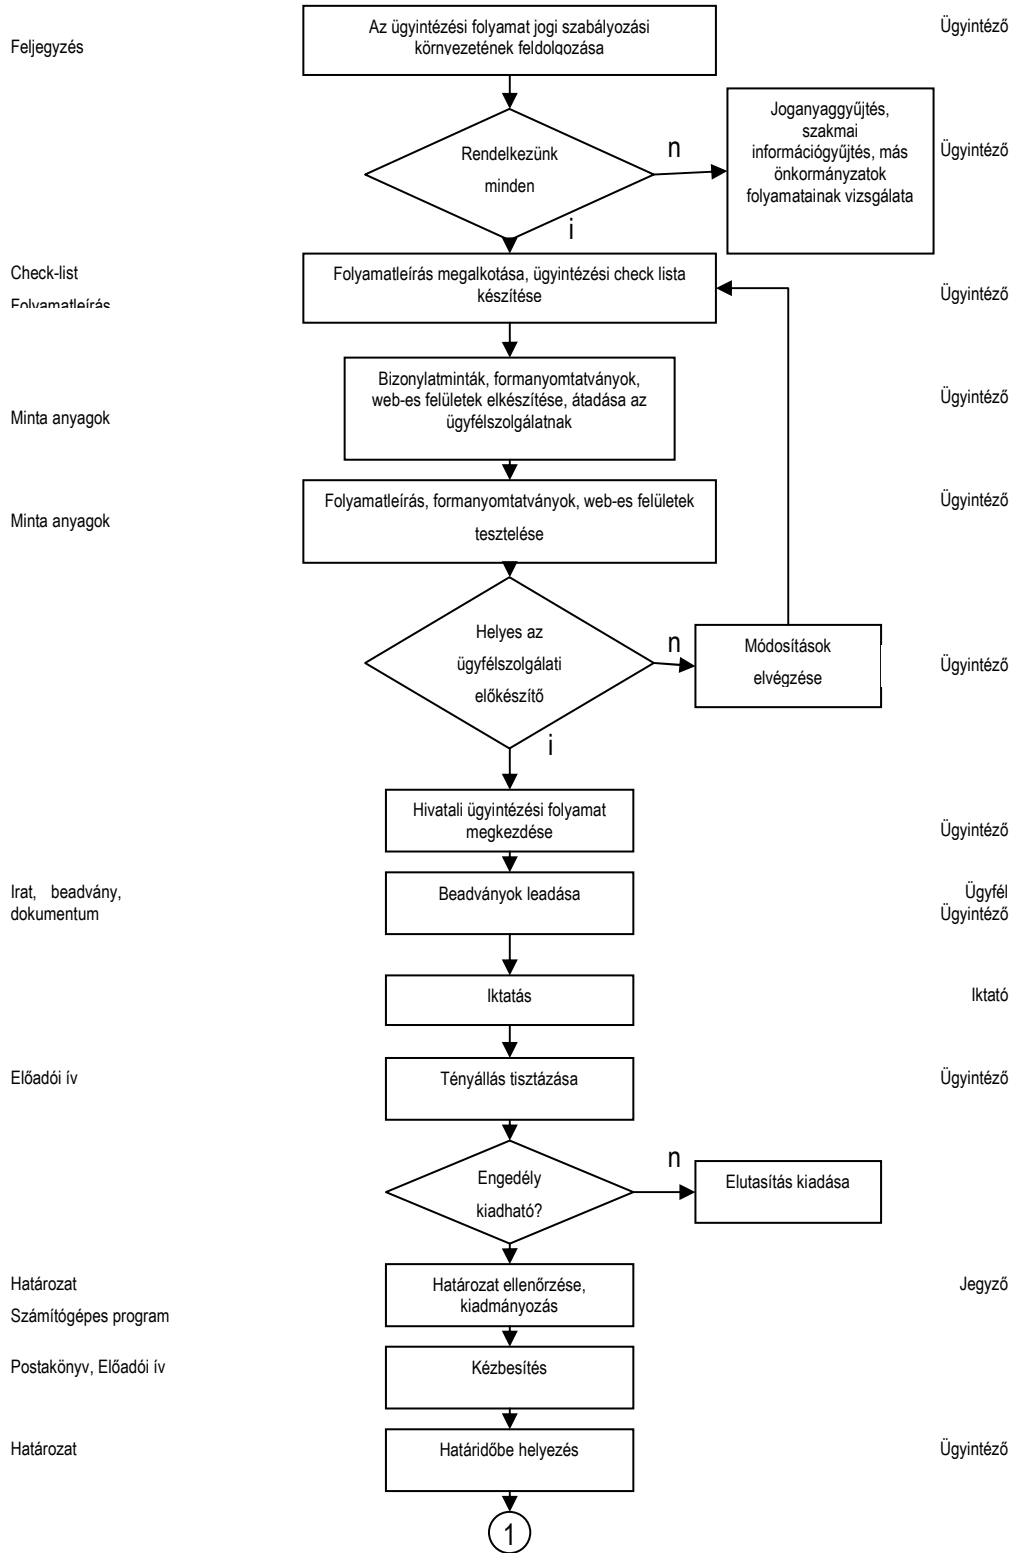 Az ügyintézési folyamat jogi szabályozási
környezetének feldolgozása
Ügyintéző
Feljegyzés
Rendelkezünk
minden
n
i
Joganyaggyűjtés,
szakmai
információgyűjtés, más
önkormányzatok
folyamatainak vizsgálata
Ügyintéző
Check-list
Folyamatleírás
Folyamatleírás megalkotása, ügyintézési check lista
készítése
Ügyintéző
Bizonylatminták, formanyomtatványok,
web-es felületek elkészítése, átadása az
ügyfélszolgálatnak
Ügyintéző
Minta anyagok
Folyamatleírás, formanyomtatványok, web-es felületek
tesztelése
Ügyintéző
Minta anyagok
Helyes az
ügyfélszolgálati
előkészítő
n
i
Módosítások
elvégzése
Ügyintéző
Hivatali ügyintézési folyamat
megkezdése
Ügyintéző
Irat, beadvány,
dokumentum
Beadványok leadása
Ügyfél
Ügyintéző
Iktatás
Iktató
Előadói ív
Tényállás tisztázása
Ügyintéző
Engedély
kiadható?
n
Elutasítás kiadása
Határozat
Számítógépes program
Határozat ellenőrzése,
kiadmányozás
Jegyző
Postakönyv, Előadói ív
Kézbesítés
Határozat
Határidőbe helyezés
Ügyintéző
1